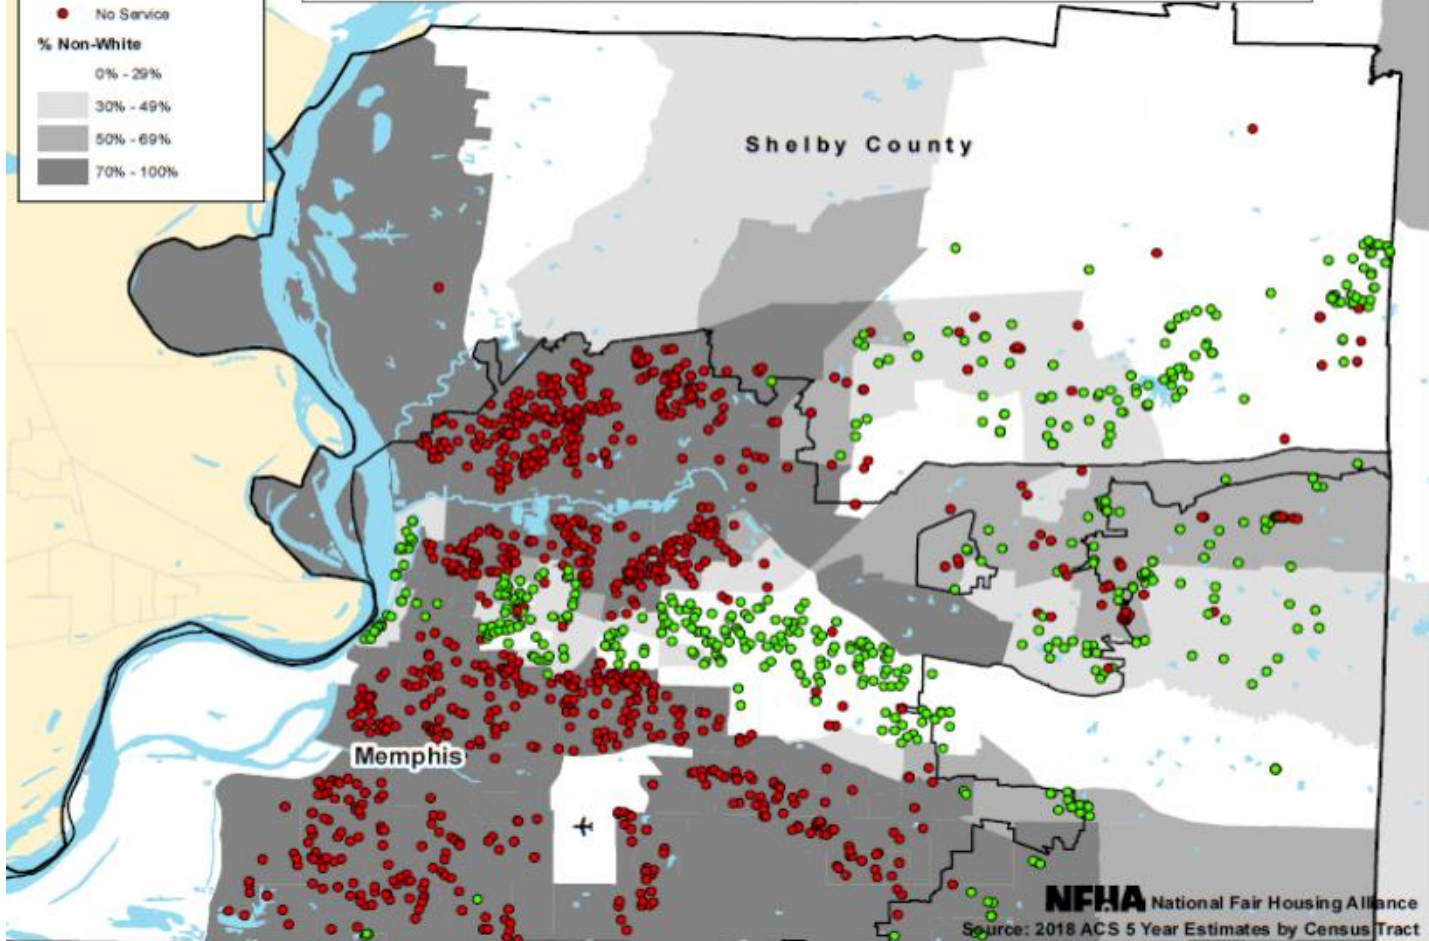 No Service
% Non-White
0% - 29%
30% - 49%
50% - 69%
70% - 100%
Shelby County
Memphis
NFHA National Fair Housing Alliance
Source: 2018 ACS 5 Year Estimates by Census Tract